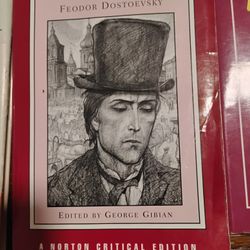 FEODOR DOSTOEVSKY
EDITED BY GEORGE GIBIAN
A NORTON CRITICAL EDITION